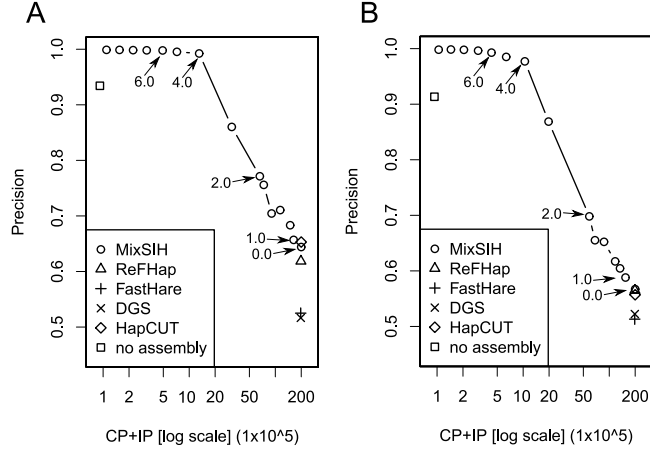 A
Precision
1.0
0.9
0.8
0.7
0.6
0.5
6.0
4.0
2.0
1.0
0.0
MixSIH
ReFHap
FastHare
DGS
HapCUT
no assembly
1 2 5 10 20 50 200
CP+IP [log scale] (1x10^5)
B
Precision
1.0
0.9
0.8
0.7
0.6
0.5
6.0
4.0
2.0
1.0
0.0
MixSIH
ReFHap
FastHare
DGS
HapCUT
no assembly
1 2 5 10 20 50 200
CP+IP [log scale] (1x10^5)